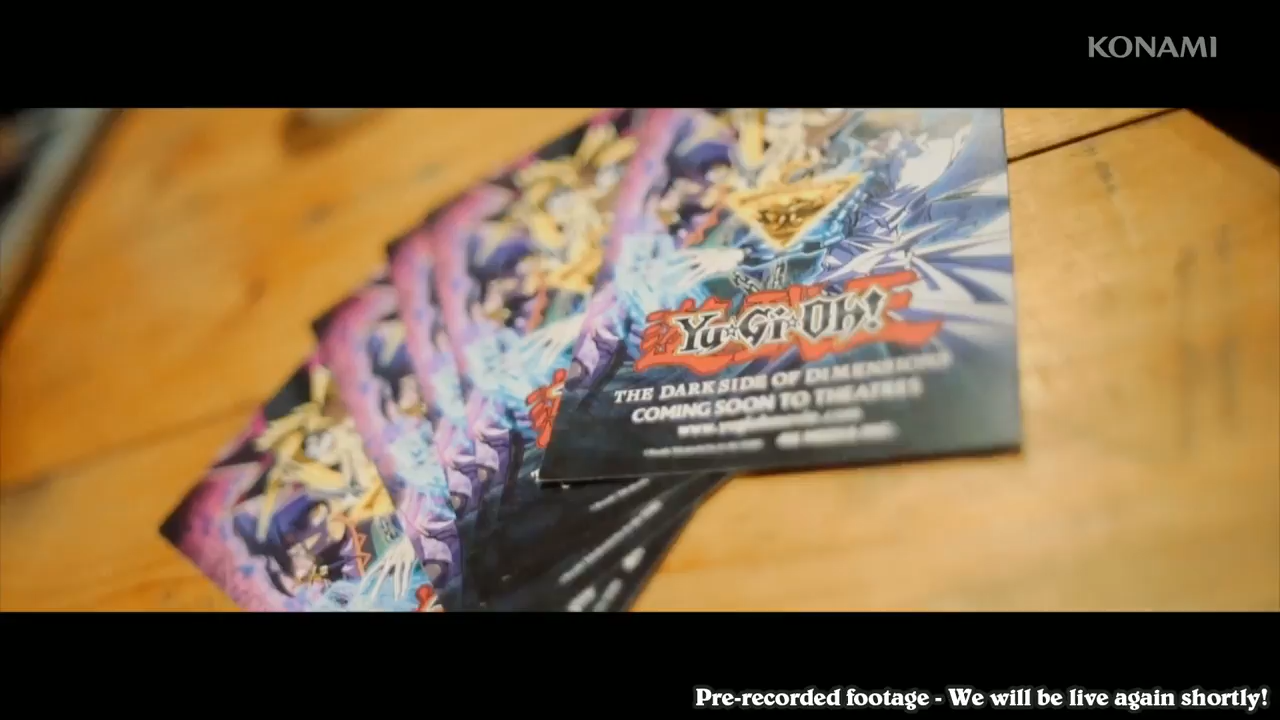 KONAMI
Yu-Gi-Oh!
THE DARK SIDE OF DIMENSIONS
COMING SOON TO THEATRES
Pre-recorded footage - We will be live again shortly!